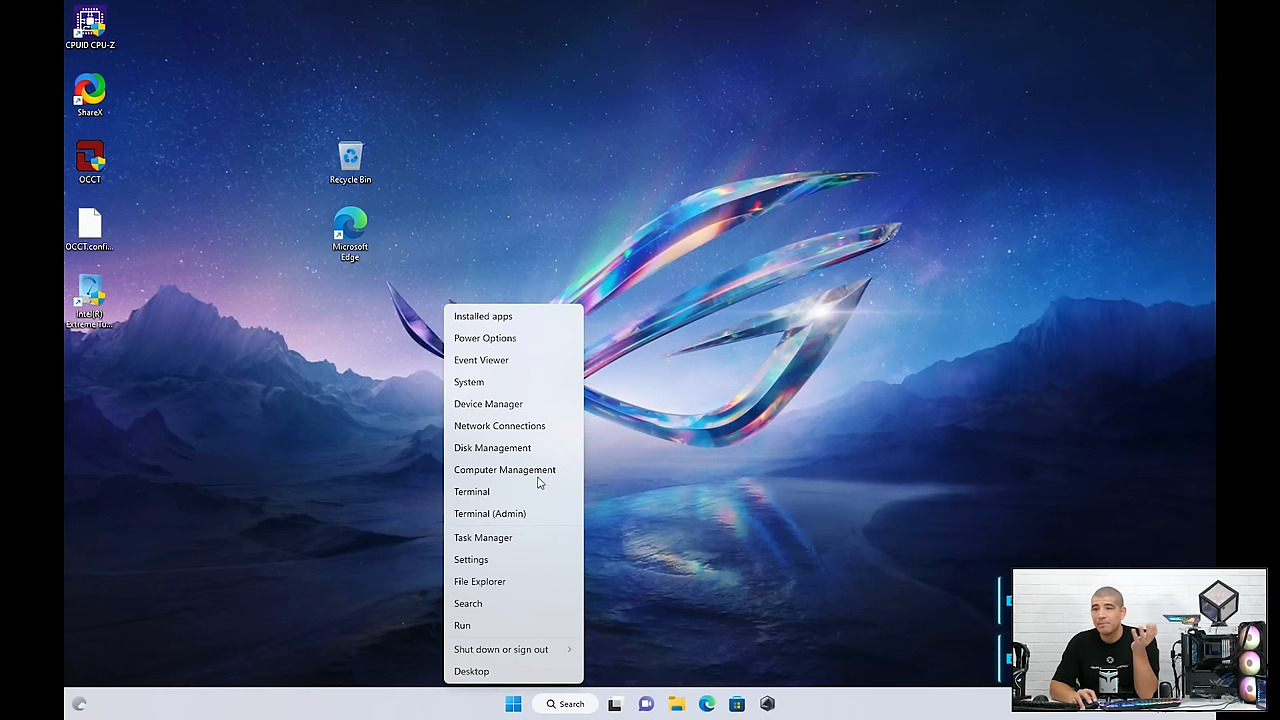 CPUID CPU-Z
ShareX
OCCT
OCCT.confi...
Intel(R)
Extreme Tu...
Recycle Bin
Microsoft
Edge
Installed apps
Power Options
Event Viewer
System
Device Manager
Network Connections
Disk Management
Computer Management
Terminal
Terminal (Admin)
Task Manager
Settings
File Explorer
Search
Run
Shut down or sign out
Desktop
Search